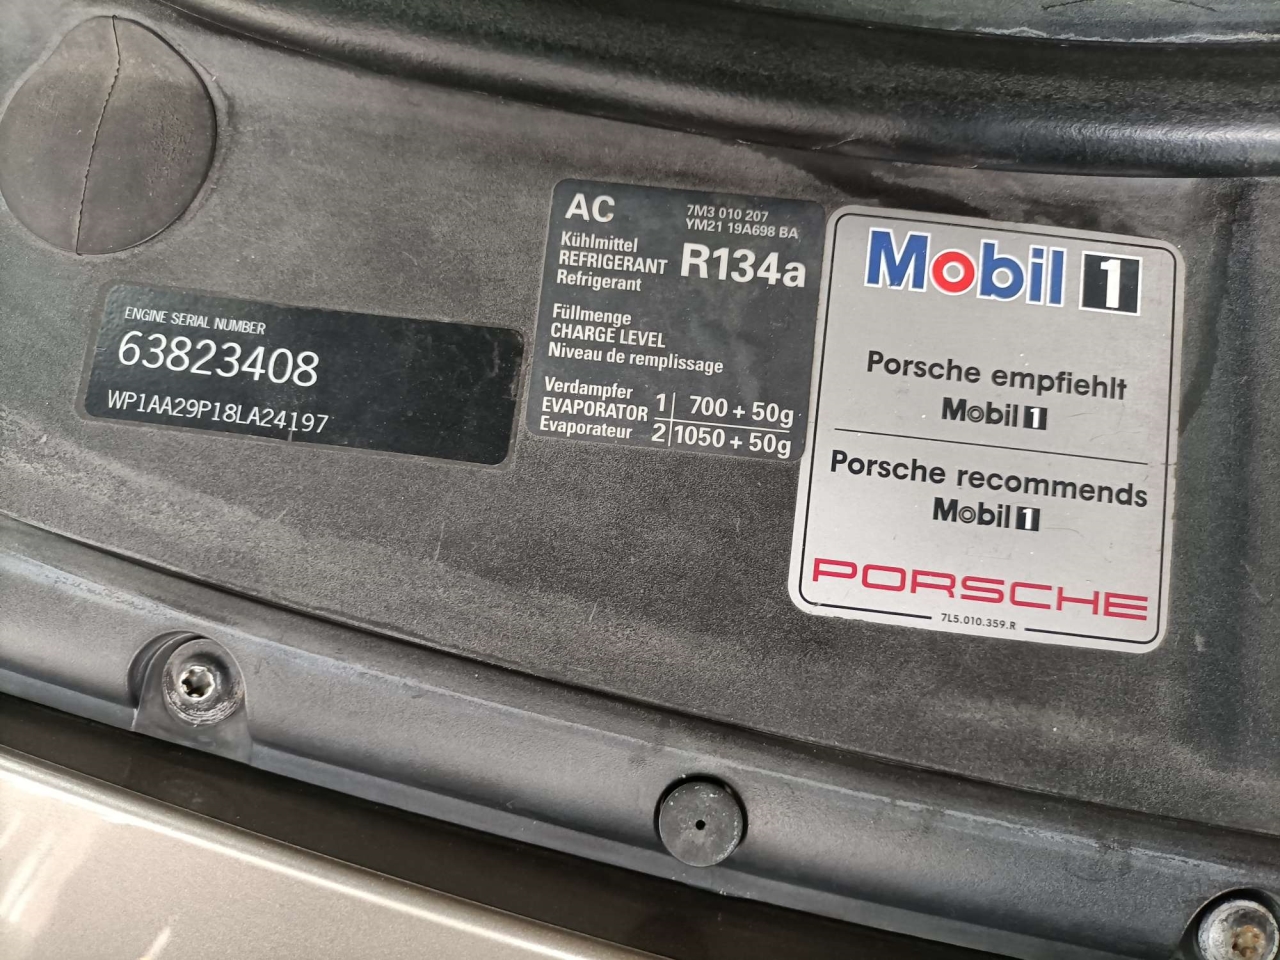 ENGINE SERIAL NUMBER
63823408
WP1AA29P18LA24197
AC
7M3 010 207
YM21 19A698 BA
Kühlmittel
REFRIGERANT R134a
Refrigerant
Füllmenge
CHARGE LEVEL
Niveau de remplissage
Verdampfer
EVAPORATOR 1 700 + 50g
Evaporateur 2 1050 + 50g
Mobil 1
Porsche empfiehlt
Mobil 1
Porsche recommends
Mobil 1
PORSCHE
7L5.010.359.R